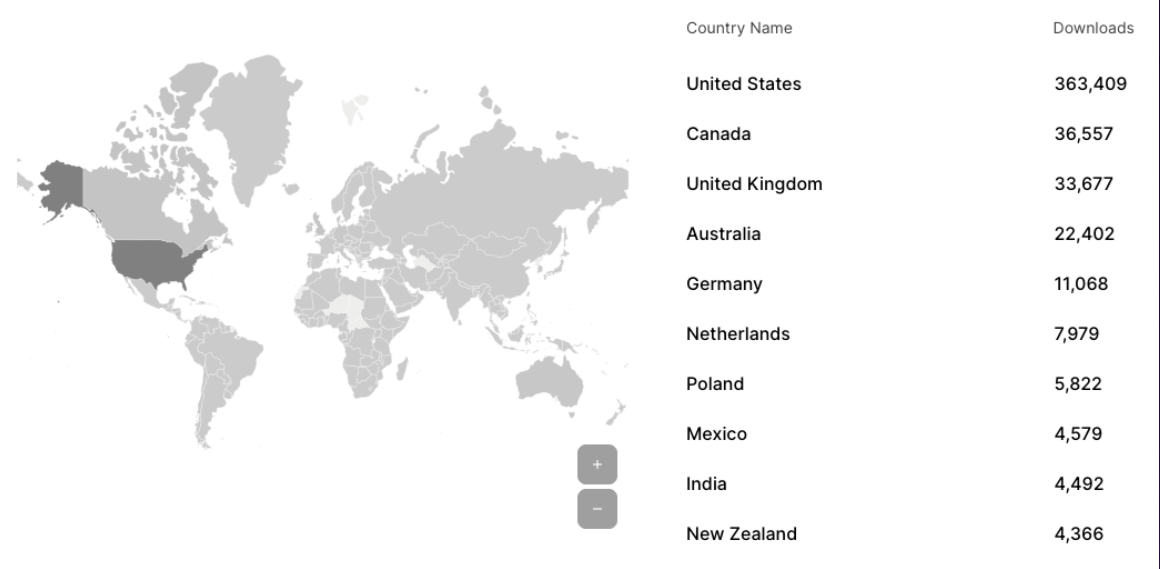 Country Name Downloads
United States 363,409
Canada 36,557
United Kingdom 33,677
Australia 22,402
Germany 11,068
Netherlands 7,979
Poland 5,822
Mexico 4,579
India 4,492
New Zealand 4,366
+
−